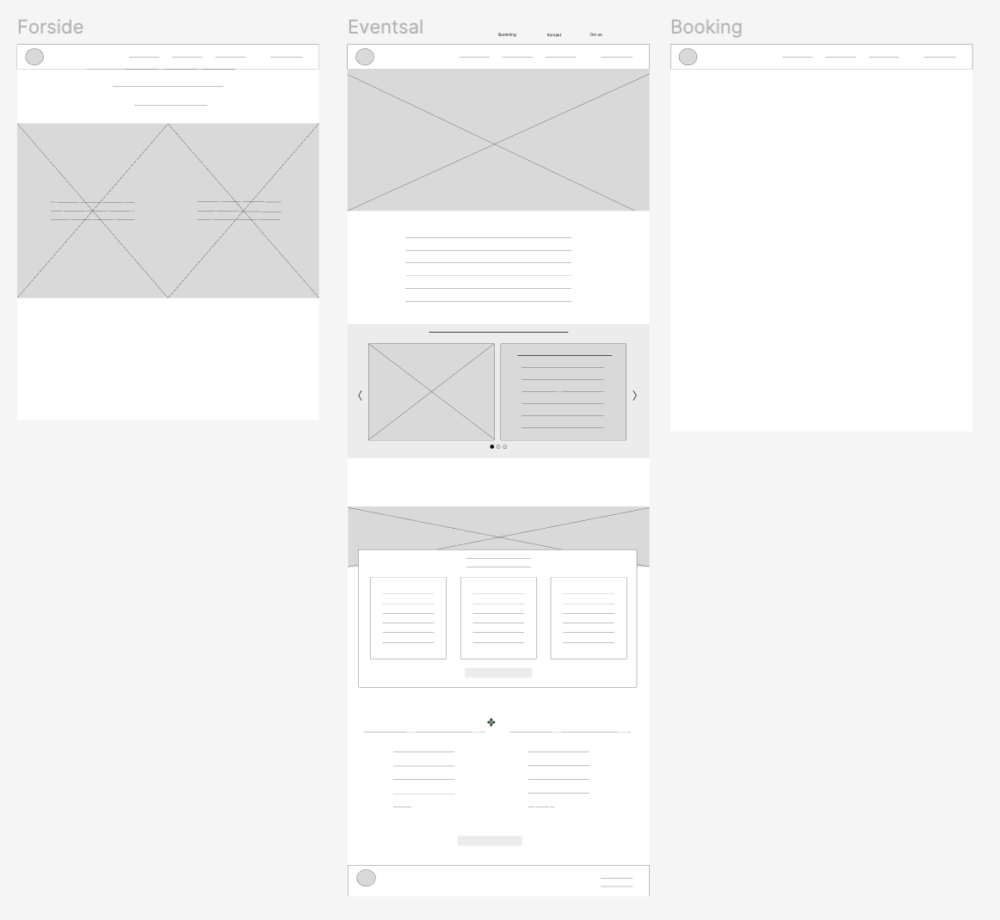 Forside
Eventsal
Bookning
Kontakt
Om os
Booking